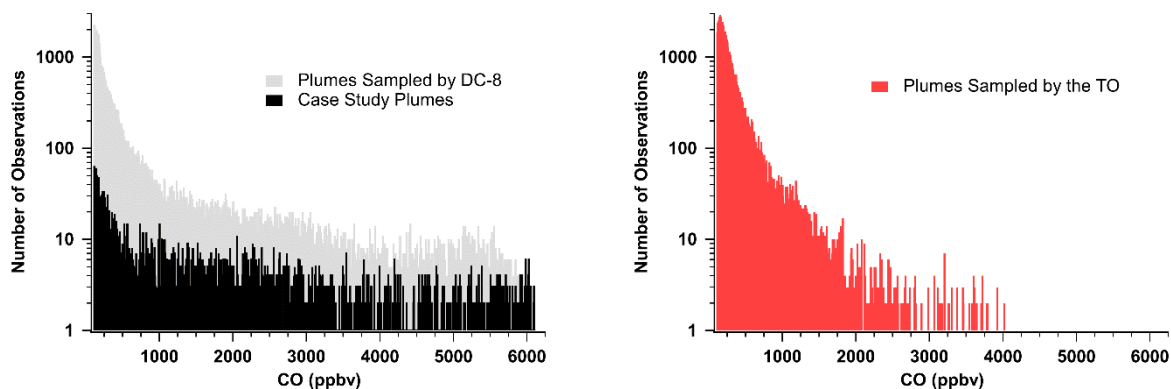 Number of Observations
1000
100
10
1
Plumes Sampled by DC-8
Case Study Plumes
1000 2000 3000 4000 5000 6000
CO (ppbv)
Number of Observations
1000
100
10
1
Plumes Sampled by the TO
1000 2000 3000 4000 5000 6000
CO (ppbv)